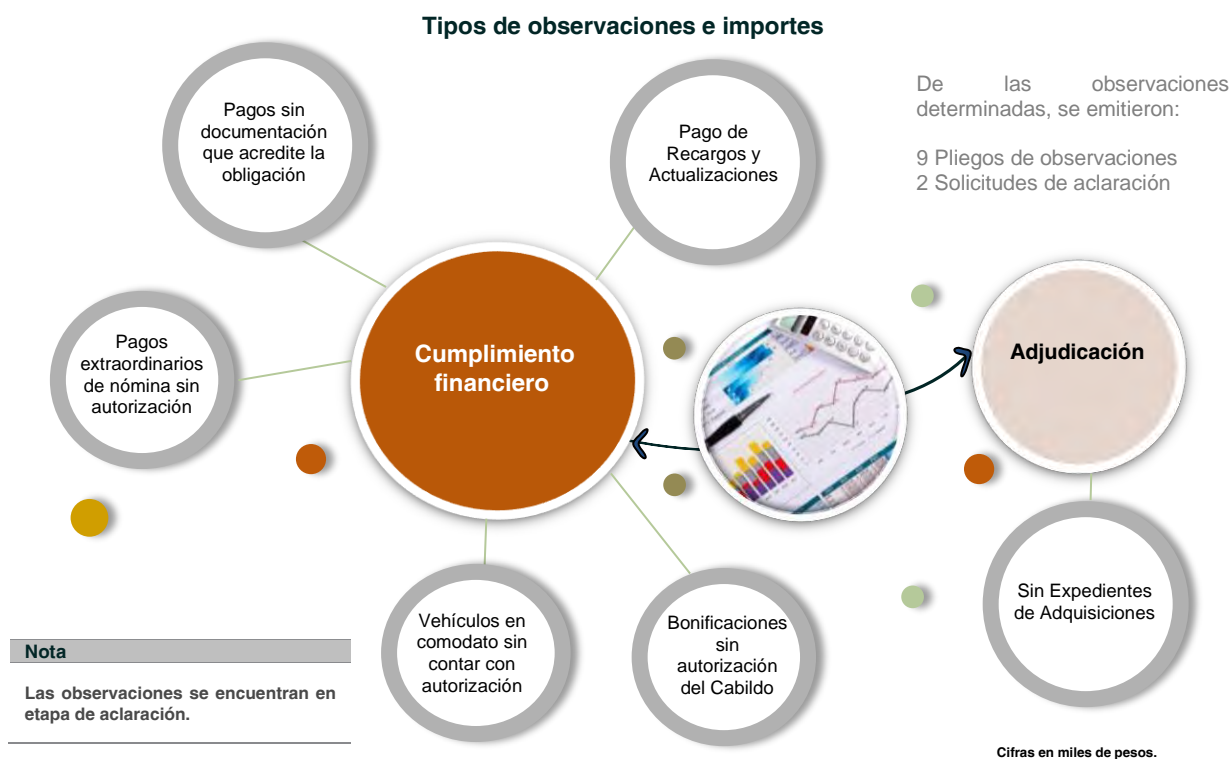 Tipos de observaciones e importes
De las observaciones
determinadas, se emitieron:
9 Pliegos de observaciones
2 Solicitudes de aclaración
Pagos sin
documentación
que acredite la
obligación
Pago de
Recargos y
Actualizaciones
Pagos
extraordinarios
de nómina sin
autorización
Cumplimiento
financiero
Adjudicación
Vehículos en
comodato sin
contar con
autorización
Bonificaciones
sin
autorización
del Cabildo
Sin Expedientes
de Adquisiciones
Nota
Las observaciones se encuentran en
etapa de aclaración.
Cifras en miles de pesos.